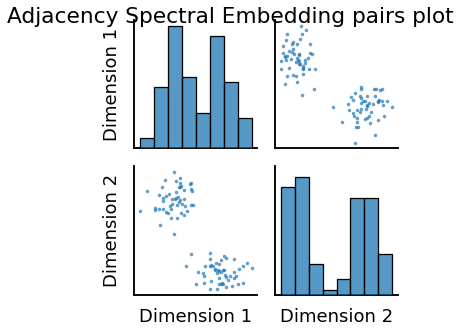 Adjacency Spectral Embedding pairs plot
Dimension 1
Dimension 2
Dimension 1
Dimension 2